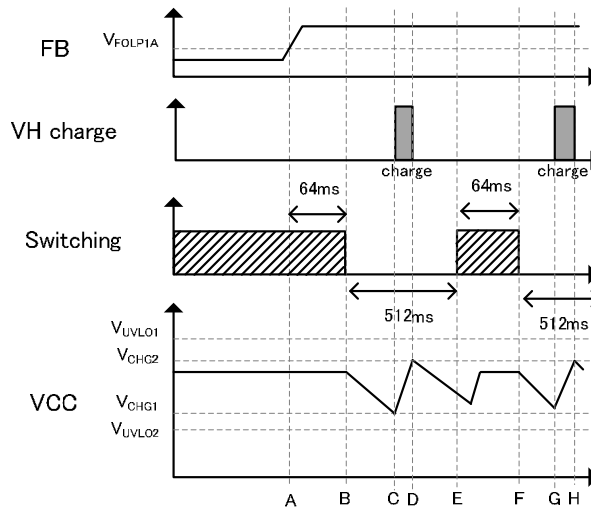 FB
VFOLP1A
VH charge
charge
charge
64ms
64ms
Switching
512ms
512ms
VUVLO1
VCHG2
VCC
VCHG1
VUVLO2
A B C D E F G H